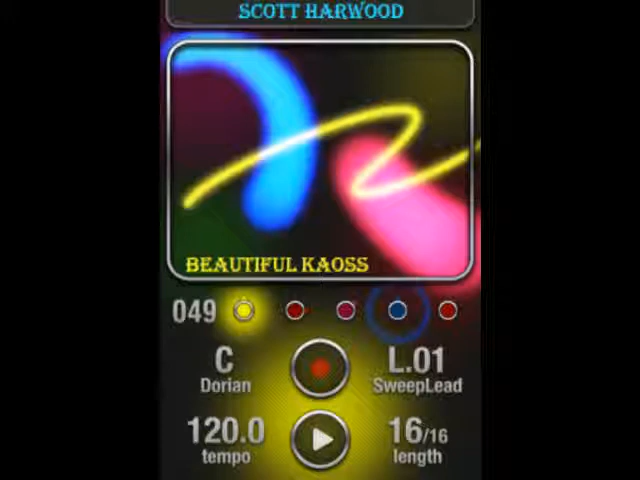 SCOTT HARWOOD
BEAUTIFUL KAOSS
049
C
Dorian
L.01
SweepLead
120.0
tempo
16/16
length